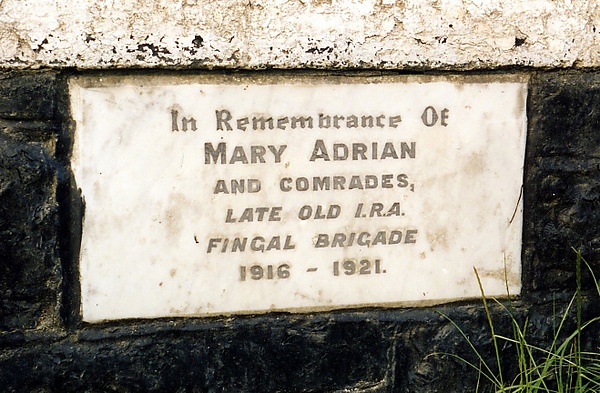 In Remembrance Of
MARY ADRIAN
AND COMRADES,
LATE OLD I.R.A.
FINGAL BRIGADE
1916 - 1921.